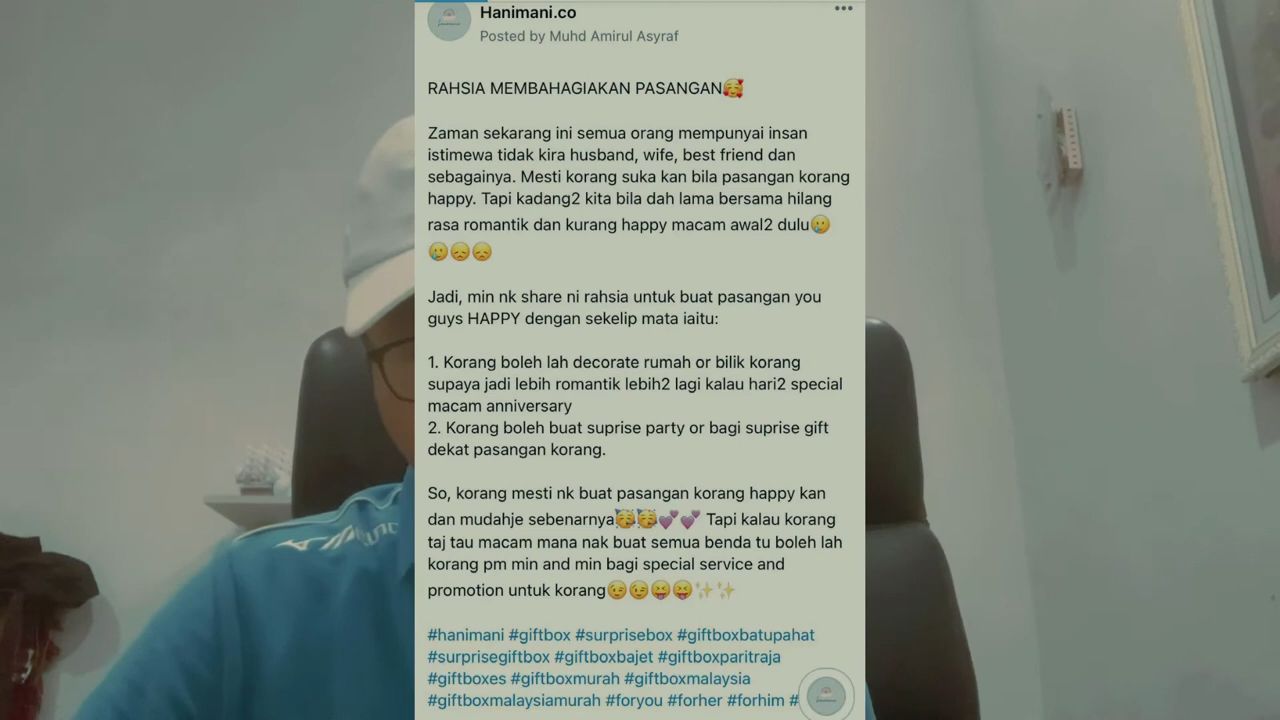 Hanimani.co
Posted by Muhd Amirul Asyraf
RAHSIA MEMBAHAGIAKAN PASANGAN🥰
Zaman sekarang ini semua orang mempunyai insan
istimewa tidak kira husband, wife, best friend dan
sebagainya. Mesti korang suka kan bila pasangan korang
happy. Tapi kadang2 kita bila dah lama bersama hilang
rasa romantik dan kurang happy macam awal2 dulu🥲
🥲😞😞
Jadi, min nk share ni rahsia untuk buat pasangan you
guys HAPPY dengan sekelip mata iaitu:
1. Korang boleh lah decorate rumah or bilik korang
supaya jadi lebih romantik lebih2 lagi kalau hari2 special
macam anniversary
2. Korang boleh buat suprise party or bagi suprise gift
dekat pasangan korang.
So, korang mesti nk buat pasangan korang happy kan
dan mudahje sebenarnya🥳🥳💕💕 Tapi kalau korang
taj tau macam mana nak buat semua benda tu boleh lah
korang pm min and min bagi special service and
promotion untuk korang😉😉😝😝✨✨
#hanimani #giftbox #surprisebox #giftboxbatupahat
#surprisegiftbox #giftboxbajet #giftboxparitraja
#giftboxes #giftboxmurah #giftboxmalaysia
#giftboxmalaysiamurah #foryou #forher #forhim #